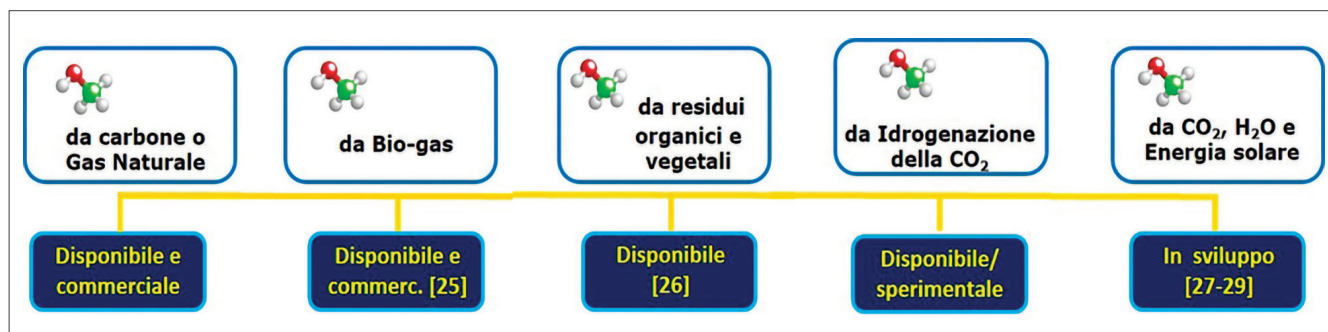 da carbone o
Gas Naturale
da Bio-gas
da residui
organici e
vegetali
da Idrogenazione
della CO₂
da CO₂, H₂O e
Energia solare
Disponibile e
commerciale
Disponibile e
commerc. [25]
Disponibile
[26]
Disponibile/
sperimentale
In sviluppo
[27-29]